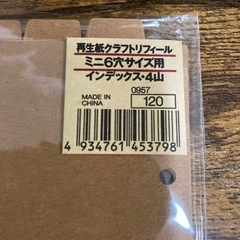 再生紙クラフトリフィール
ミニ6穴サイズ用
インデックス・4山
MADE IN
CHINA
0957
120
4 934761 453798